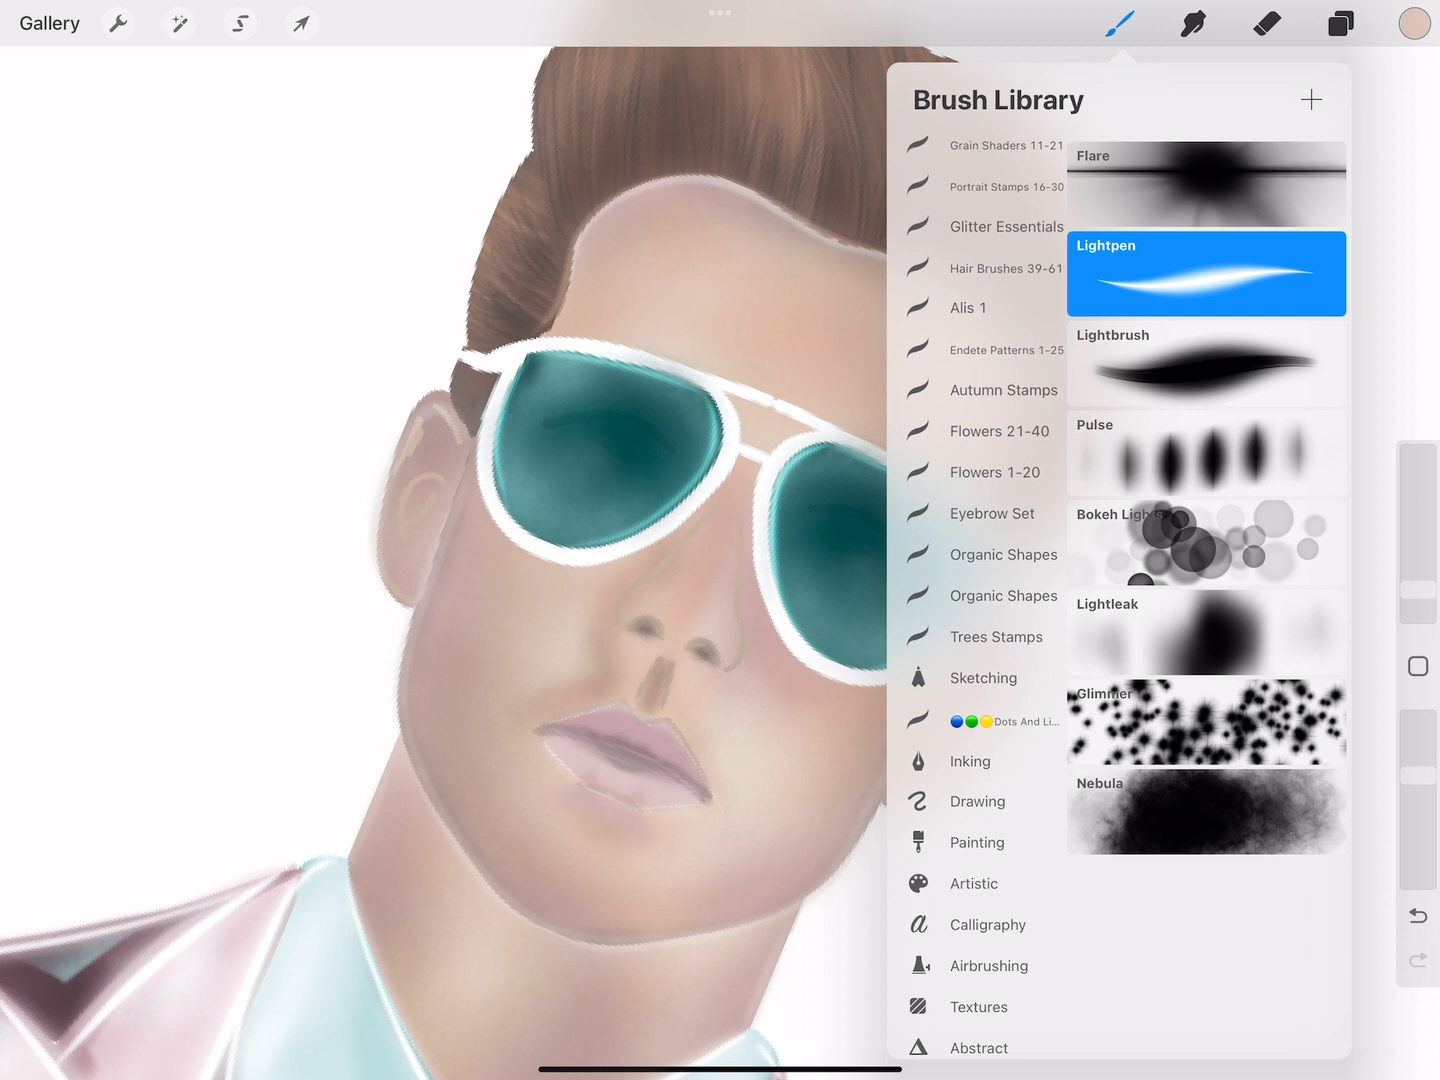 Gallery
Brush Library
Grain Shaders 11-21
Portrait Stamps 16-30
Glitter Essentials
Hair Brushes 39-61
Alis 1
Endete Patterns 1-25
Autumn Stamps
Flowers 21-40
Flowers 1-20
Eyebrow Set
Organic Shapes
Organic Shapes
Trees Stamps
Sketching
Dots And Li...
Inking
Drawing
Painting
Artistic
Calligraphy
Airbrushing
Textures
Abstract
Flare
Lightpen
Lightbrush
Pulse
Bokeh Lights
Lightleak
Glimmer
Nebula